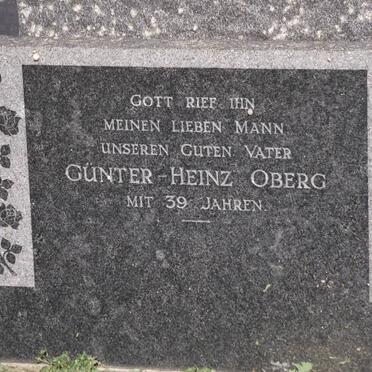 GOTT RIEF IHN
MEINEN LIEBEN MANN
UNSEREN GUTEN VATER
GÜNTER-HEINZ OBERG
MIT 39 JAHREN.